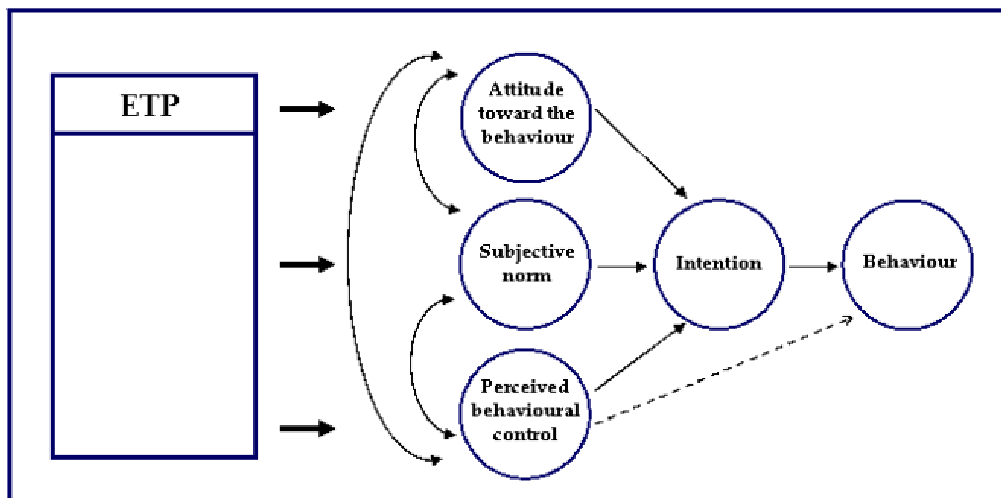 ETP
Attitude
toward the
behaviour
Subjective
norm
Intention
Behaviour
Perceived
behavioural
control